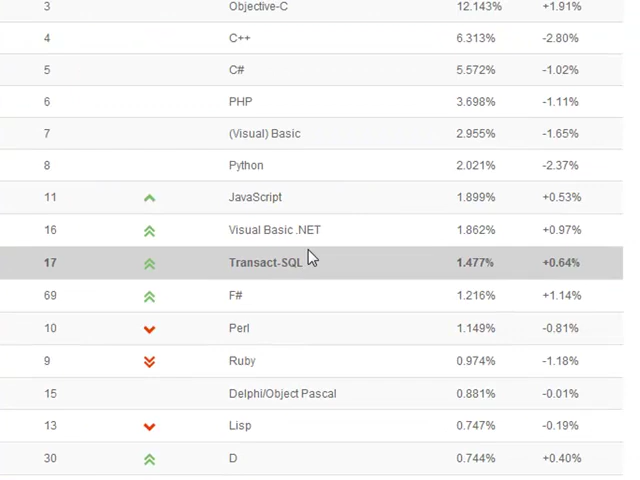 3 Objective-C 12.143% +1.91%
4 C++ 6.313% -2.80%
5 C# 5.572% -1.02%
6 PHP 3.698% -1.11%
7 (Visual) Basic 2.955% -1.65%
8 Python 2.021% -2.37%
11 JavaScript 1.899% +0.53%
16 Visual Basic .NET 1.862% +0.97%
17 Transact-SQL 1.477% +0.64%
69 F# 1.216% +1.14%
10 Perl 1.149% -0.81%
9 Ruby 0.974% -1.18%
15 Delphi/Object Pascal 0.881% -0.01%
13 Lisp 0.747% -0.19%
30 D 0.744% +0.40%